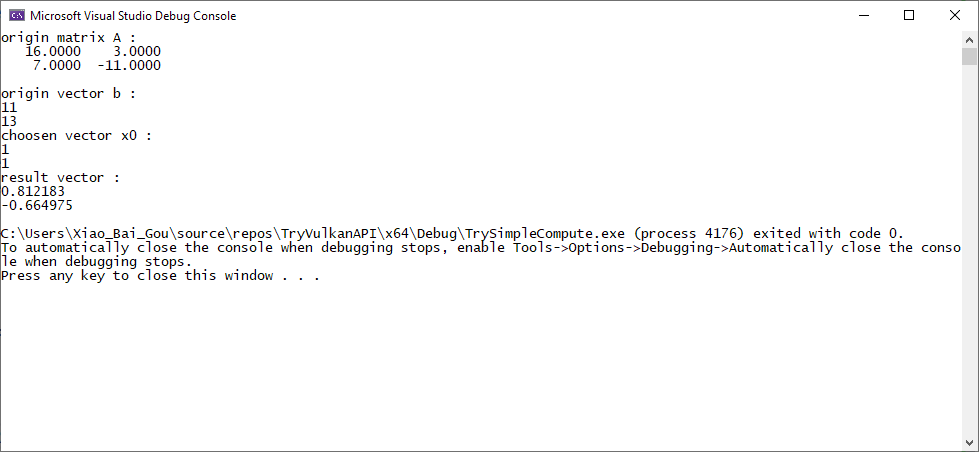 Microsoft Visual Studio Debug Console
origin matrix A :
16.0000 3.0000
7.0000 -11.0000
origin vector b :
11
13
choosen vector x0 :
1
1
result vector :
0.812183
-0.664975
C:\Users\Xiao_Bai_Gou\source\repos\TryVulkanAPI\x64\Debug\TrySimpleCompute.exe (process 4176) exited with code 0.
To automatically close the console when debugging stops, enable Tools->Options->Debugging->Automatically close the conso
le when debugging stops.
Press any key to close this window . . .